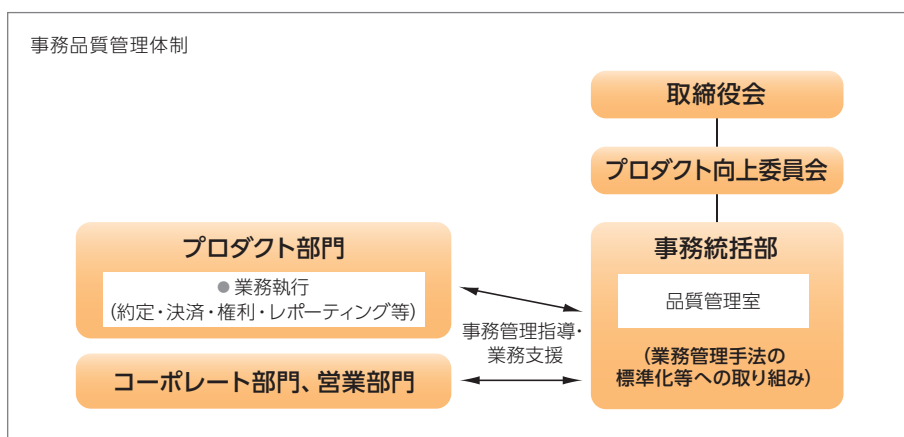 事務品質管理体制
取締役会
プロダクト向上委員会
プロダクト部門
● 業務執行
(約定・決済・権利・レポーティング等)
事務統括部
品質管理室
(業務管理手法の
標準化等への取り組み)
事務管理指導・
業務支援
コーポレート部門、営業部門